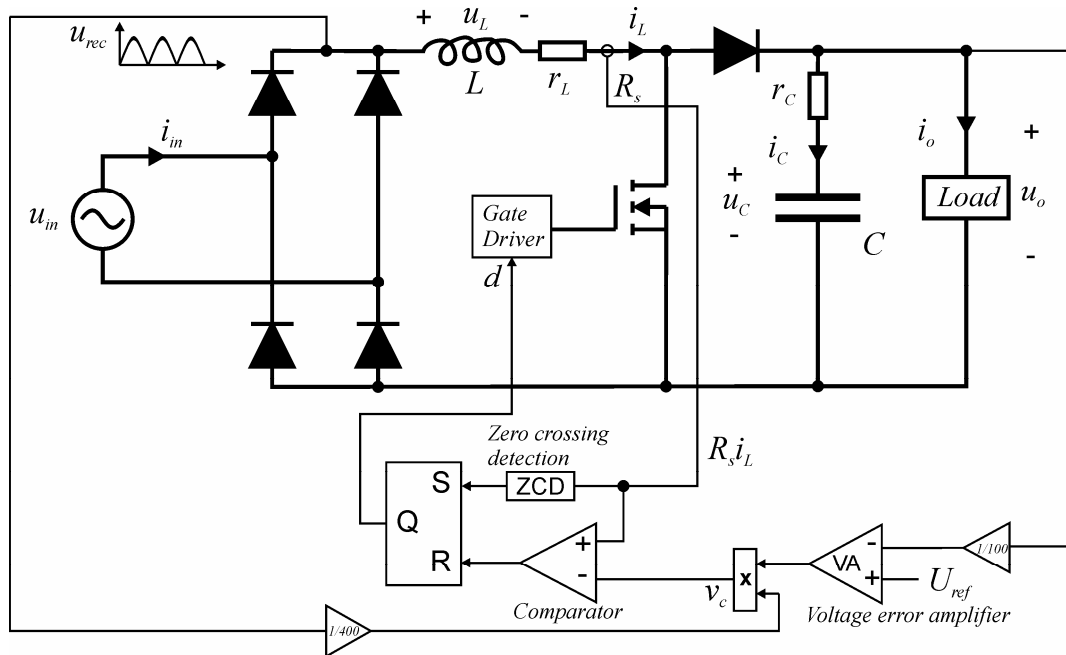 + u_L -
i_L
u_rec
L
r_L
R_s
r_C
i_in
i_C
i_o
+
+
u_in
Gate
Driver
u_C
Load
u_o
-
C
-
d
Zero crossing
detection
R_s i_L
S
ZCD
Q
+
1/100
-
R
VA
x
-
+
U_ref
v_c
Comparator
Voltage error amplifier
1/400